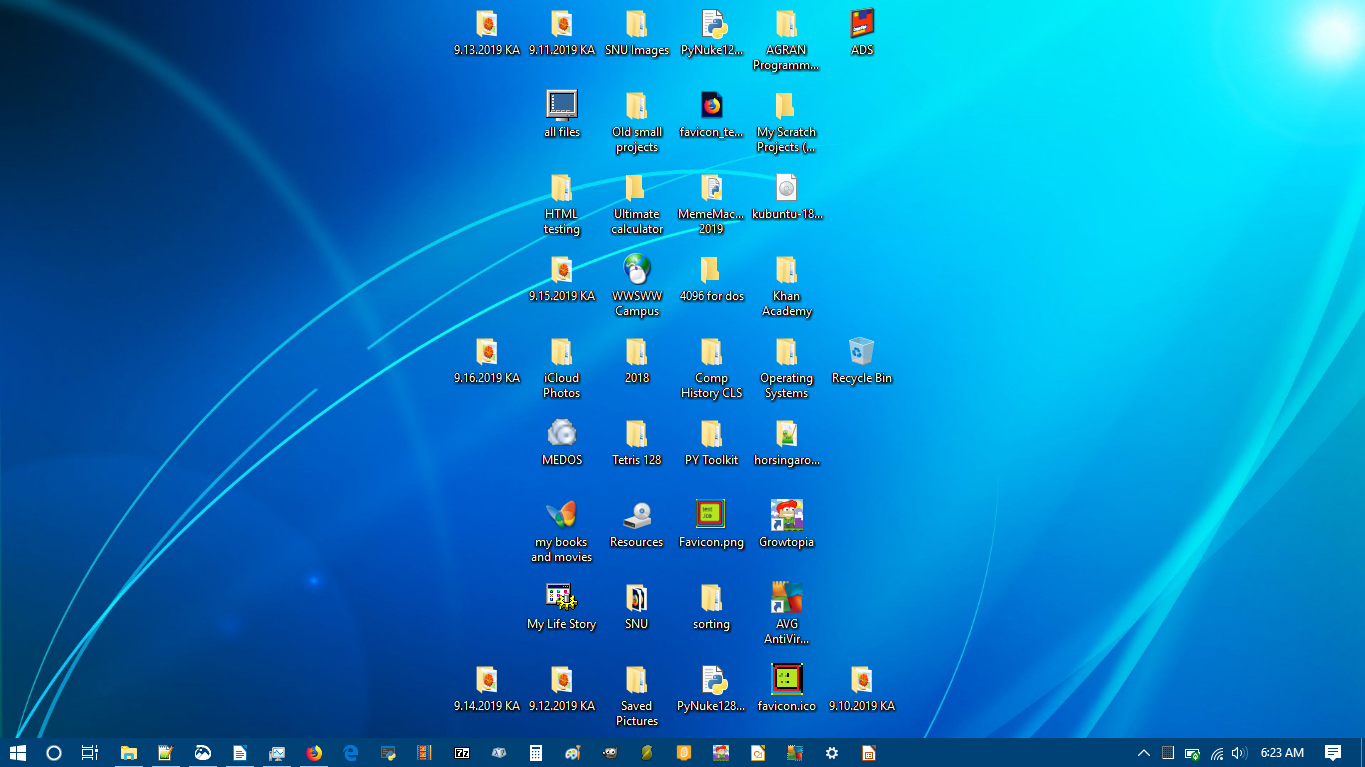 9.13.2019 KA
9.11.2019 KA
SNU Images
PyNuke12...
AGRAN
Programm...
ADS
all files
Old small
projects
favicon_te...
My Scratch
Projects (...
HTML
testing
Ultimate
calculator
MemeMac...
2019
kubuntu-18...
9.15.2019 KA
WWSWW
Campus
4096 for dos
Khan
Academy
9.16.2019 KA
iCloud
Photos
2018
Comp
History CLS
Operating
Systems
Recycle Bin
MEDOS
Tetris 128
PY Toolkit
horsingaro...
my books
and movies
Resources
test
.ico
Favicon.png
Growtopia
My Life Story
SNU
sorting
AVG
AntiVir...
9.14.2019 KA
9.12.2019 KA
Saved
Pictures
PyNuke128...
favicon.ico
9.10.2019 KA
7z
6:23 AM